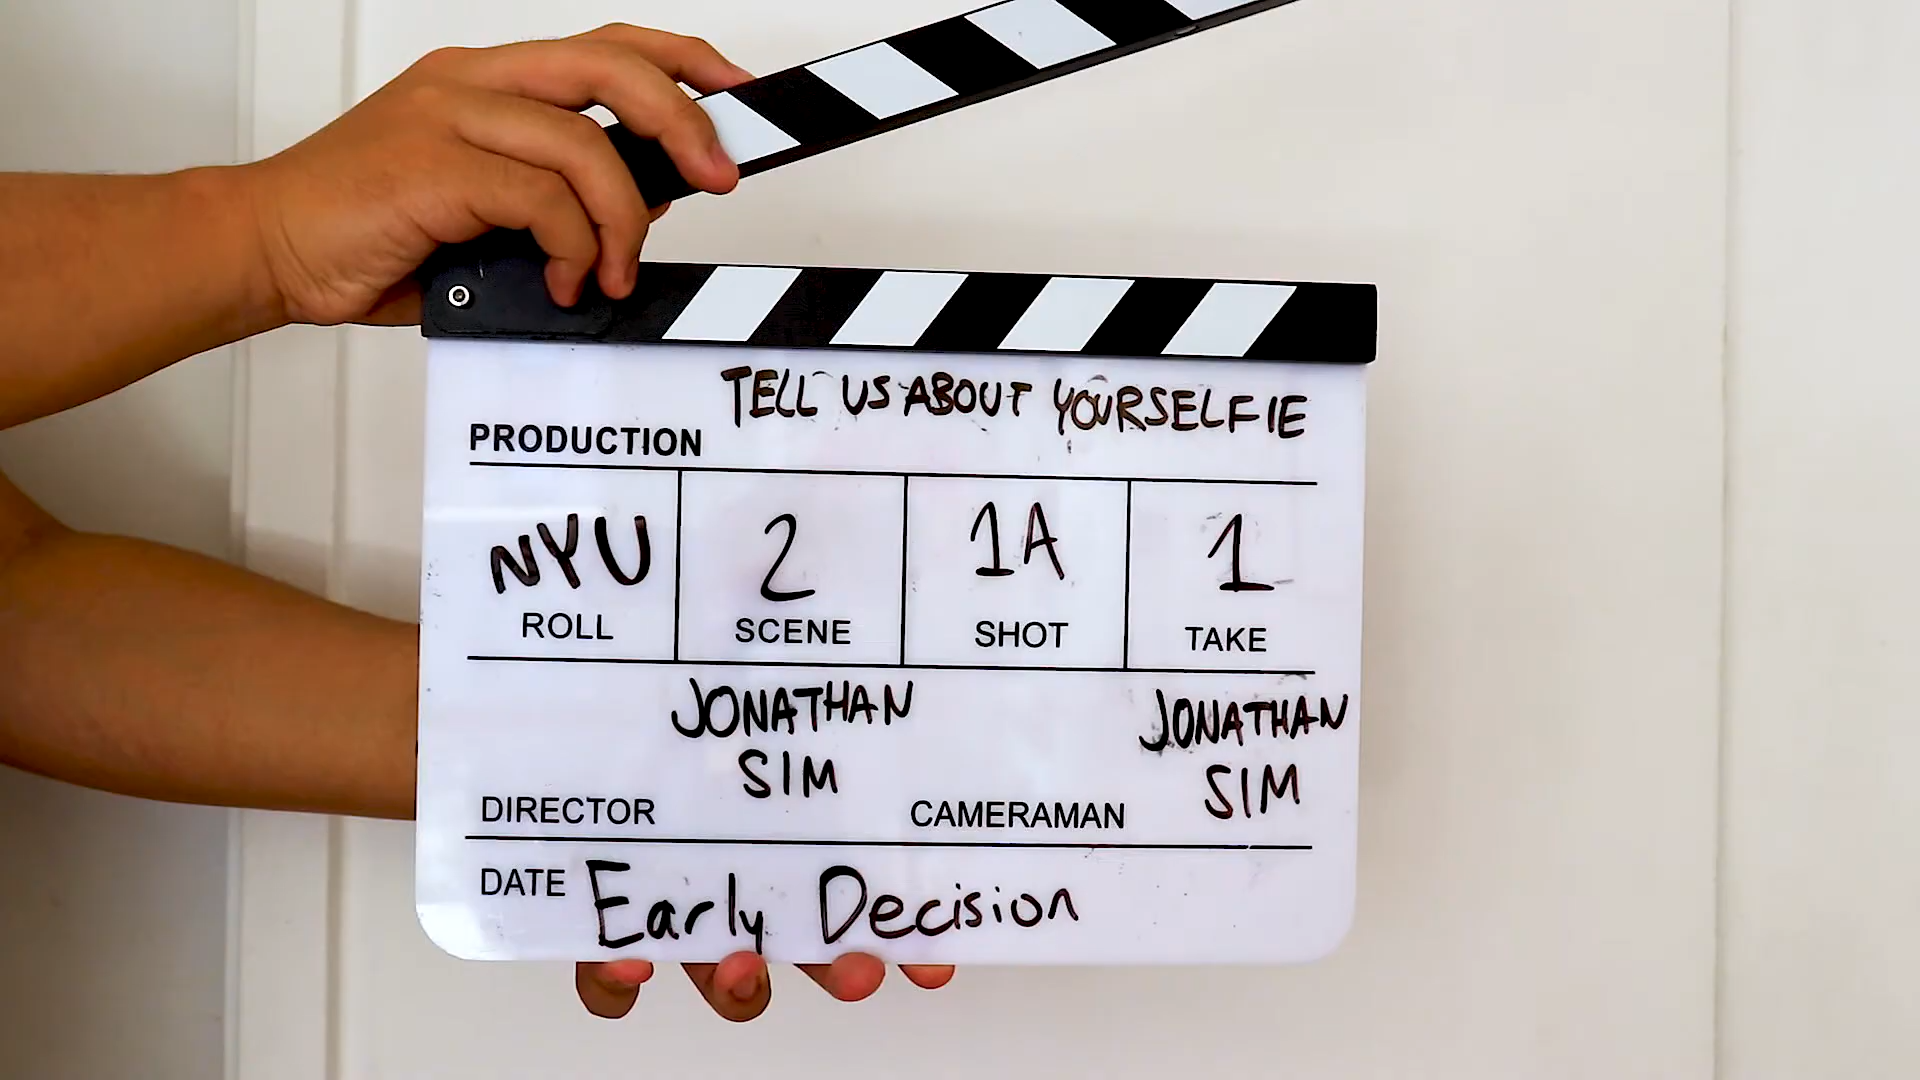 TELL US ABOUT YOURSELFIE
PRODUCTION
NYU 2 1A 1
ROLL SCENE SHOT TAKE
JONATHAN JONATHAN
SIM SIM
DIRECTOR CAMERAMAN
DATE Early Decision